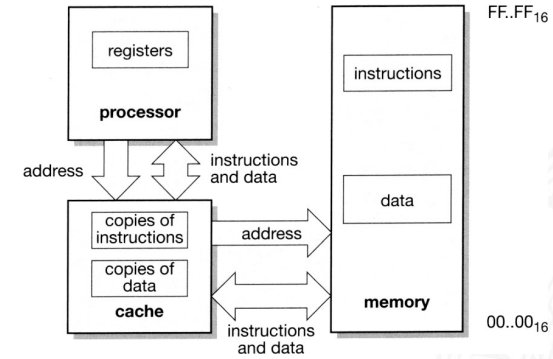 registers
processor
address
instructions
and data
copies of
instructions
copies of
data
cache
address
instructions
and data
FF..FF16
instructions
data
memory
00..0016